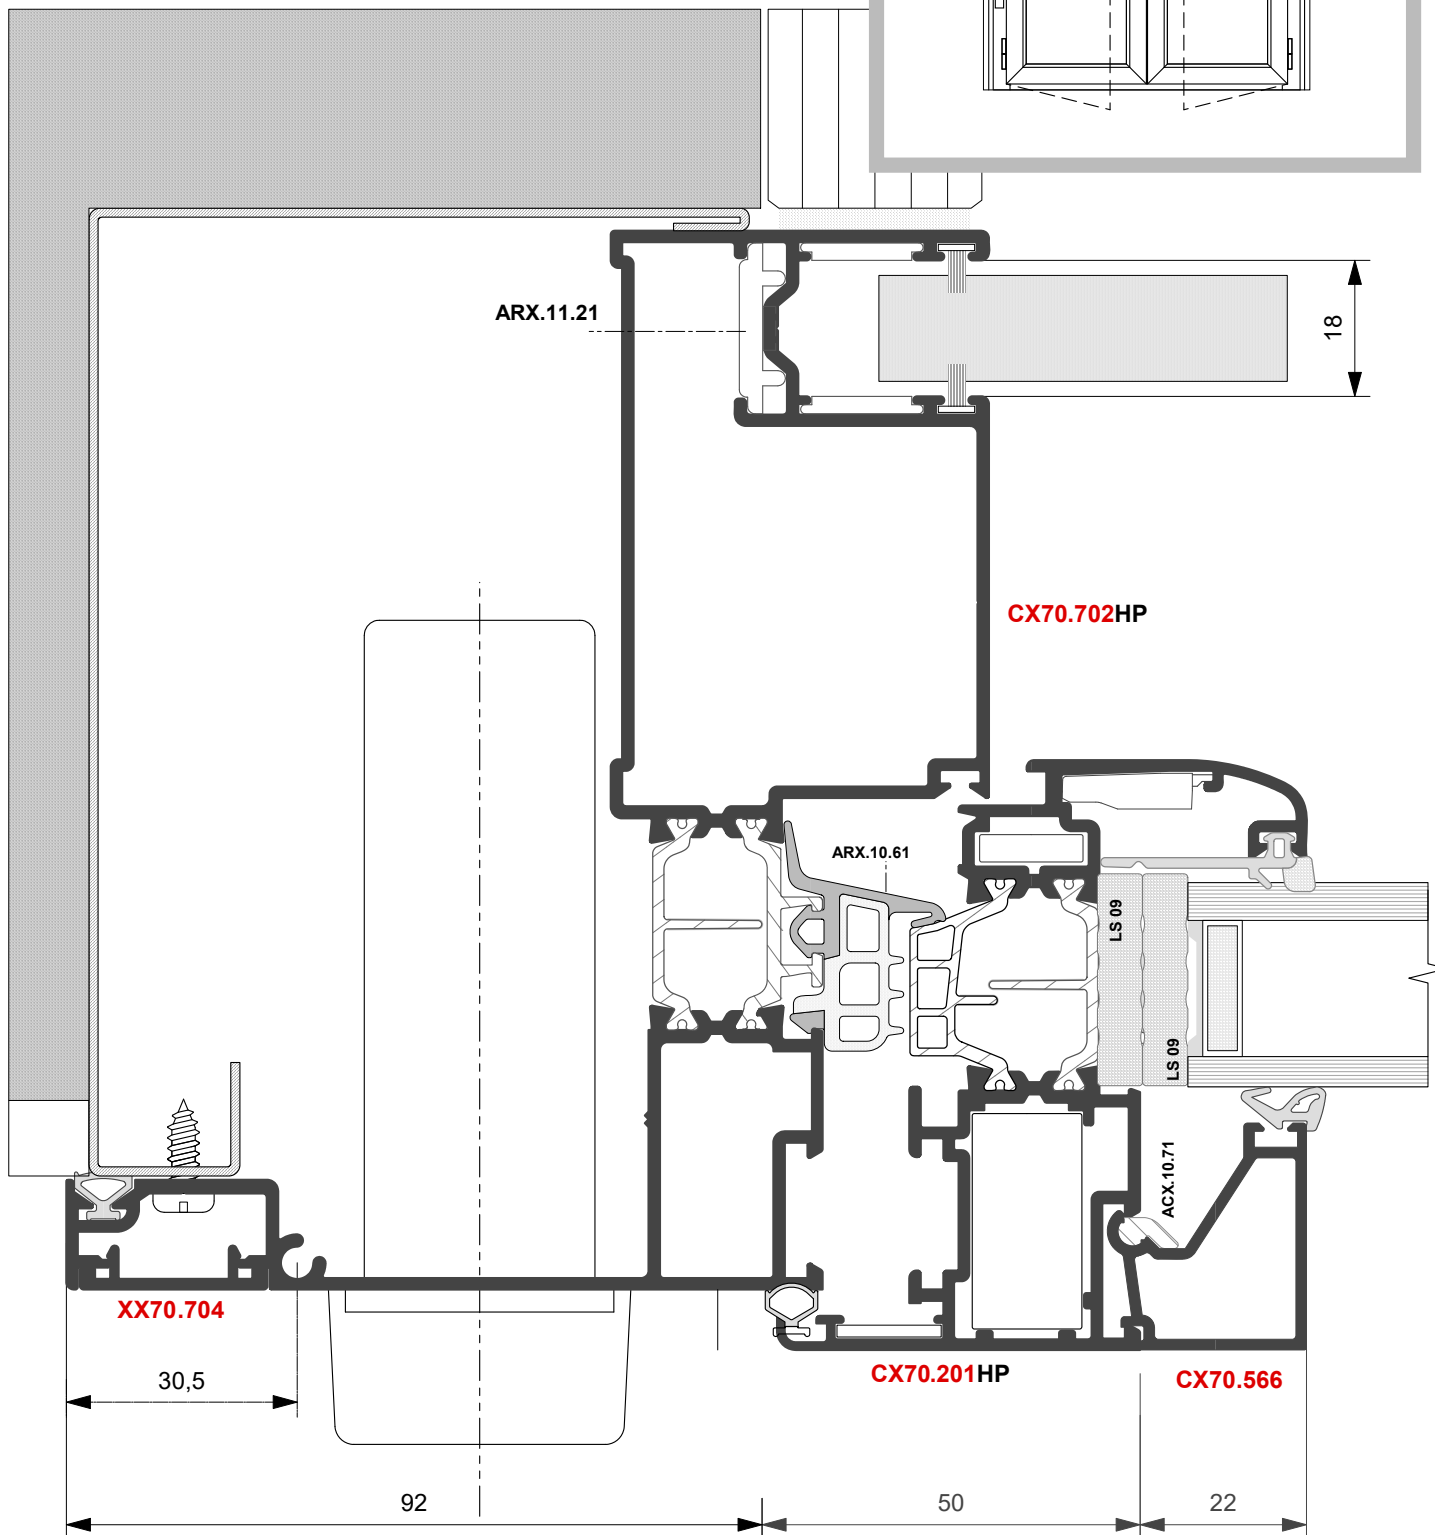 ARX.11.21
18
CX70.702HP
ARX.10.61
LS 09
LS 09
ACX.10.71
XX70.704
CX70.201HP
CX70.566
30,5
92
50
22